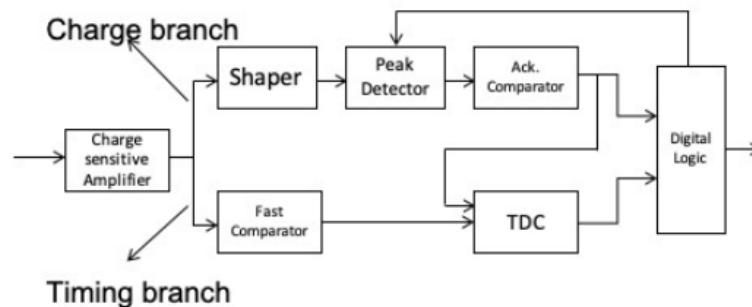 Charge branch
Shaper
Peak
Detector
Ack.
Comparator
Charge
sensitive
Amplifier
Digital
Logic
Fast
Comparator
TDC
Timing branch